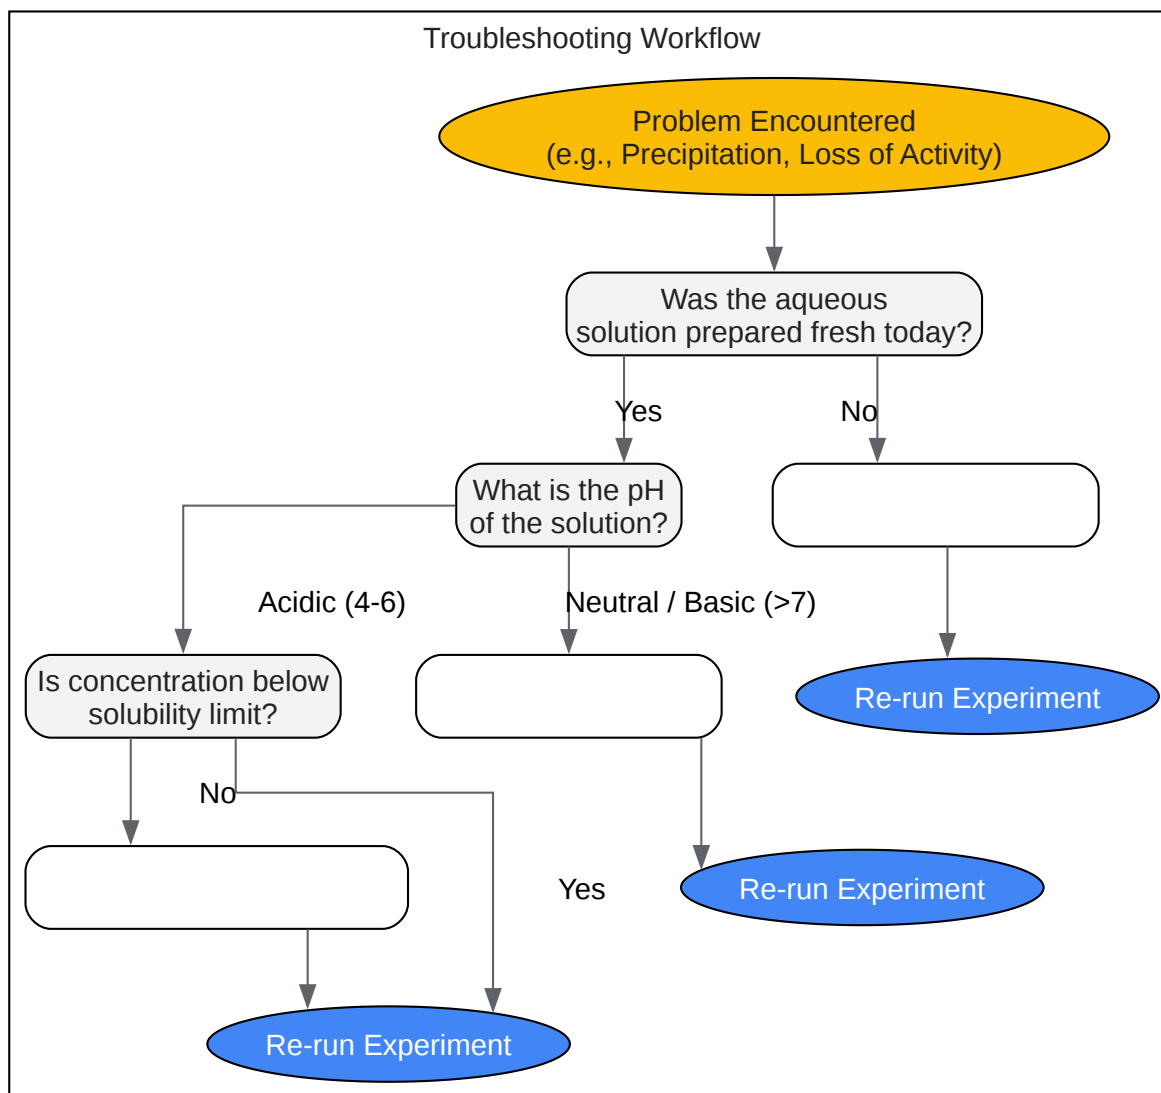 Troubleshooting Workflow
Problem Encountered
(e.g., Precipitation, Loss of Activity)
Was the aqueous
solution prepared fresh today?
Yes
No
What is the pH
of the solution?
Acidic (4-6)
Neutral / Basic (>7)
Is concentration below
solubility limit?
Re-run Experiment
No
Yes
Re-run Experiment
Re-run Experiment